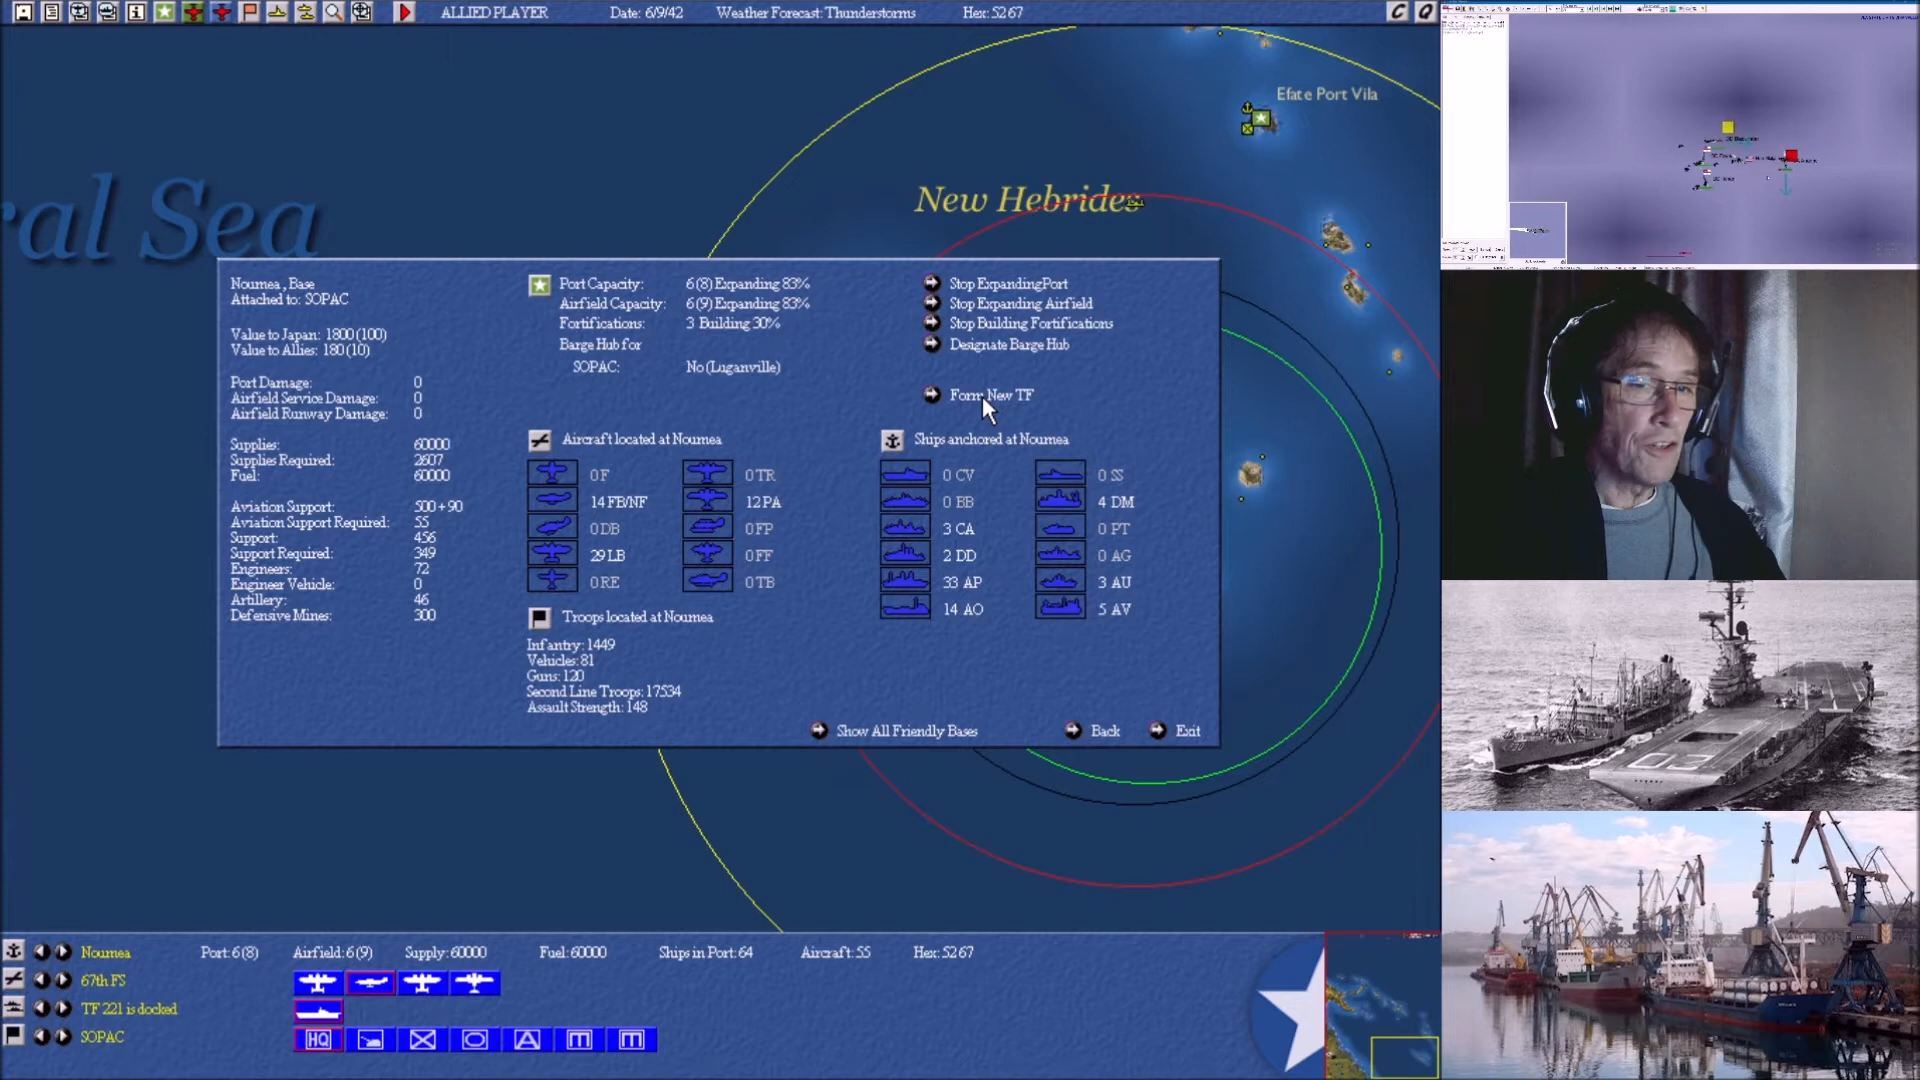 ALLIED PLAYER Date: 6/9/42 Weather Forecast: Thunderstorms Hex: 52 67 C Q
Efate Port Vila
New Hebrides
ral Sea
Noumea , Base
Attached to: SOPAC
Value to Japan: 1800 (100)
Value to Allies: 180 (10)
Port Damage: 0
Airfield Service Damage: 0
Airfield Runway Damage: 0
Supplies: 60000
Supplies Required: 2607
Fuel: 60000
Aviation Support: 500 + 90
Aviation Support Required: 55
Support: 456
Support Required: 349
Engineers: 72
Engineer Vehicle: 0
Artillery: 46
Defensive Mines: 300
Port Capacity: 6 (8) Expanding 83%
Airfield Capacity: 6 (9) Expanding 83%
Fortifications: 3 Building 30%
Barge Hub for
SOPAC: No (Luganville)
Stop ExpandingPort
Stop Expanding Airfield
Stop Building Fortifications
Designate Barge Hub
Form New TF
Aircraft located at Noumea
0 F 0 TR
14 FB/NF 12 PA
0 DB 0 FP
29 LB 0 FF
0 RE 0 TB
Ships anchored at Noumea
0 CV 0 SS
0 BB 4 DM
3 CA 0 PT
2 DD 0 AG
33 AP 3 AU
14 AO 5 AV
Troops located at Noumea
Infantry: 1449
Vehicles: 81
Guns: 120
Second Line Troops: 17534
Assault Strength: 148
Show All Friendly Bases Back Exit
Noumea Port: 6 (8) Airfield: 6 (9) Supply: 60000 Fuel: 60000 Ships in Port: 64 Aircraft: 55 Hex: 52 67
67th FS
TF 221 is docked
SOPAC HQ